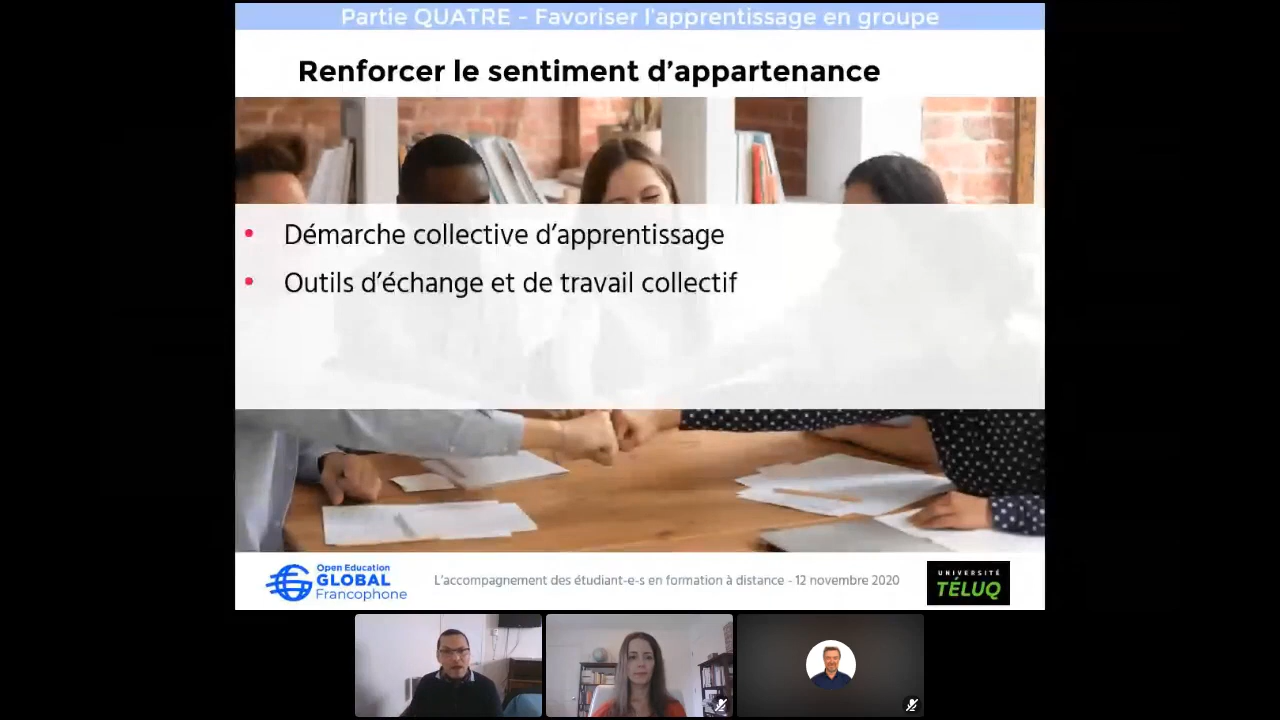 Partie QUATRE - Favoriser l'apprentissage en groupe
Renforcer le sentiment d’appartenance
• Démarche collective d’apprentissage
• Outils d’échange et de travail collectif
Open Education
GLOBAL
Francophone
L’accompagnement des étudiant-e-s en formation à distance - 12 novembre 2020
UNIVERSITÉ
TÉLUQ